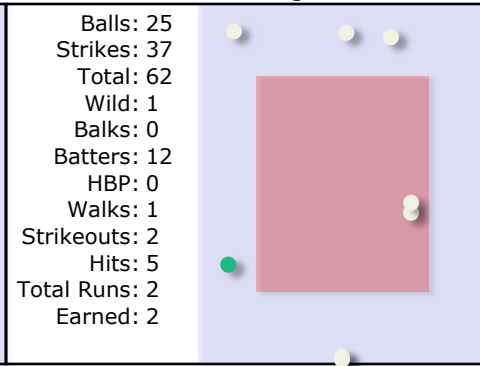 Balls: 25
Strikes: 37
Total: 62
Wild: 1
Balks: 0
Batters: 12
HBP: 0
Walks: 1
Strikeouts: 2
Hits: 5
Total Runs: 2
Earned: 2